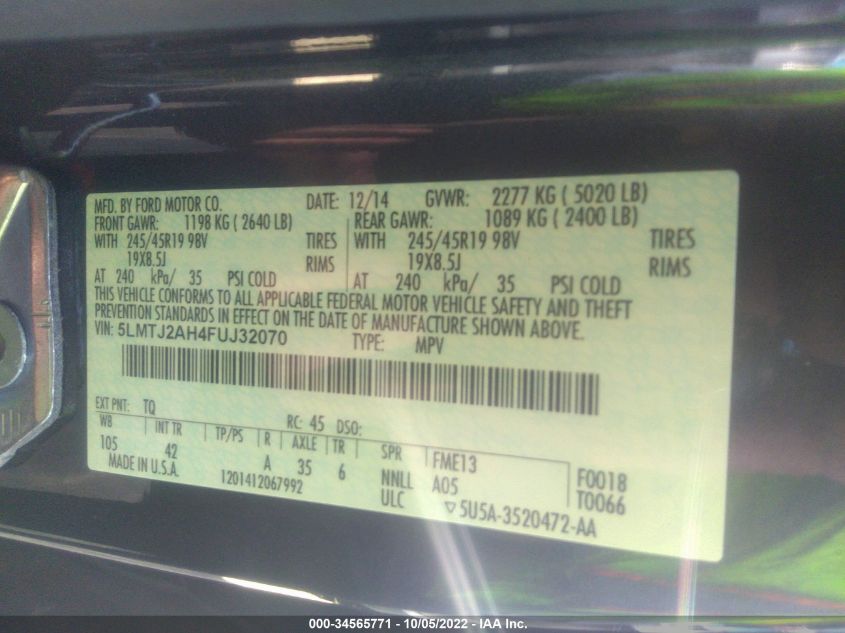 MFD. BY FORD MOTOR CO. DATE: 12/14 GVWR: 2277 KG ( 5020 LB)
FRONT GAWR: 1198 KG ( 2640 LB) REAR GAWR: 1089 KG ( 2400 LB)
WITH 245/45R19 98V TIRES WITH 245/45R19 98V TIRES
19X8.5J RIMS 19X8.5J RIMS
AT 240 kPa/ 35 PSI COLD AT 240 kPa/ 35 PSI COLD
THIS VEHICLE CONFORMS TO ALL APPLICABLE FEDERAL MOTOR VEHICLE SAFETY AND THEFT
PREVENTION STANDARDS IN EFFECT ON THE DATE OF MANUFACTURE SHOWN ABOVE.
VIN: 5LMTJ2AH4FUJ32070 TYPE: MPV
EXT PNT: TQ RC: 45 DSO:
WB INT TR TP/PS R AXLE TR SPR FME13 F0018
105 42 A 35 6 NNLL A05 T0066
MADE IN U.S.A. 1201412067992 ULC ▽5U5A-3520472-AA
000-34565771 - 10/05/2022 - IAA Inc.